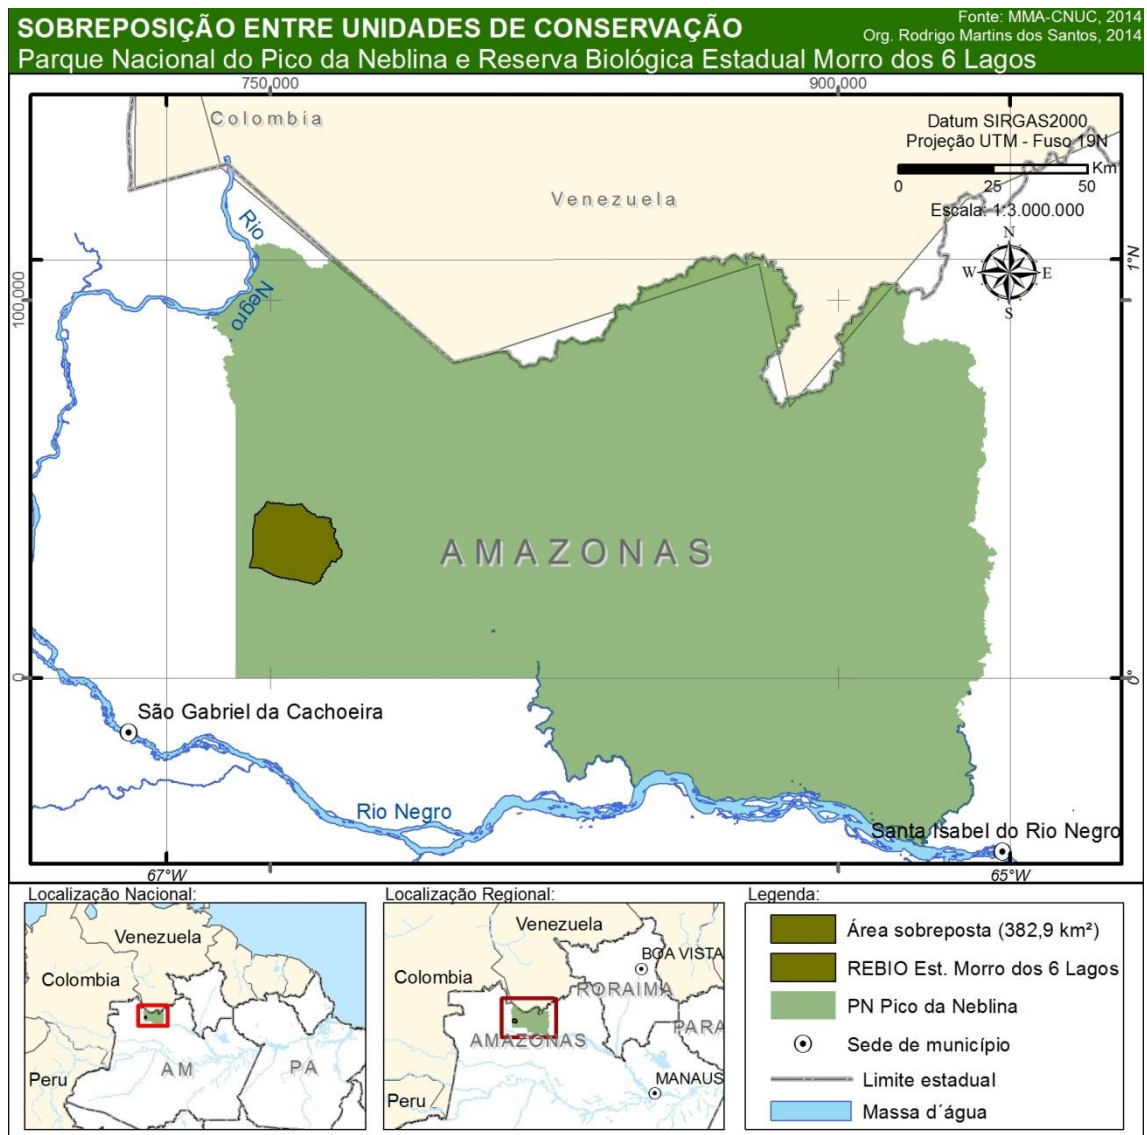 SOBREPOSIÇÃO ENTRE UNIDADES DE CONSERVAÇÃO
Fonte: MMA-CNUC, 2014
Org. Rodrigo Martins dos Santos, 2014
Parque Nacional do Pico da Neblina e Reserva Biológica Estadual Morro dos 6 Lagos
750,000
900,000
Colombia
Datum SIRGAS2000
Projeção UTM - Fuso 19N
Km
0 25 50
Escala: 1:3.000.000
Venezuela
Rio
Negro
N
W E
S
1°N
100,000
AMAZONAS
0
0°
São Gabriel da Cachoeira
Rio Negro
Santa Isabel do Rio Negro
67°W
65°W
Localização Nacional:
Venezuela
Colombia
Peru
AM
PA
Localização Regional:
Venezuela
Colombia
BOA VISTA
RORAIMA
PARA
AMAZONAS
MANAUS
Peru
Legenda:
Área sobreposta (382,9 km²)
REBIO Est. Morro dos 6 Lagos
PN Pico da Neblina
Sede de município
Limite estadual
Massa d´água